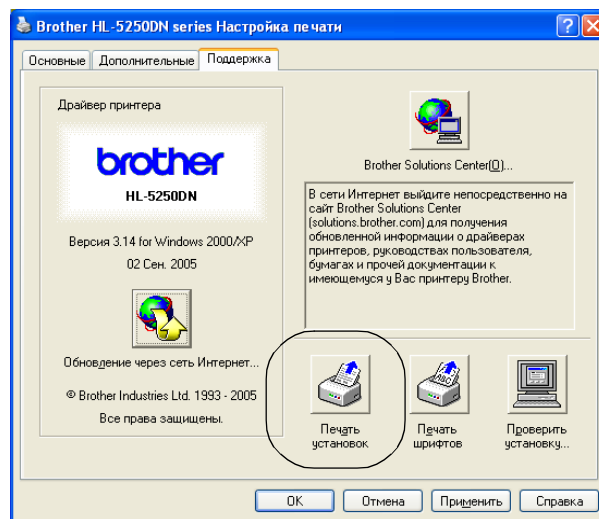 Brother HL-5250DN series Настройка печати
Основные Дополнительные Поддержка
Драйвер принтера
brother
HL-5250DN
Версия 3.14 for Windows 2000/XP
02 Сен. 2005
Обновление через сеть Интернет...
© Brother Industries Ltd. 1993 - 2005
Все права защищены.
Brother Solutions Center(O)...
В сети Интернет выйдите непосредственно на
сайт Brother Solutions Center
(solutions.brother.com) для получения
обновленной информации о драйверах
принтеров, руководствах пользователя,
бумагах и прочей документации к
имеющемуся у Вас принтеру Brother.
Печать
установок
Печать
шрифтов
Проверить
установку...
OK Отмена Применить Справка